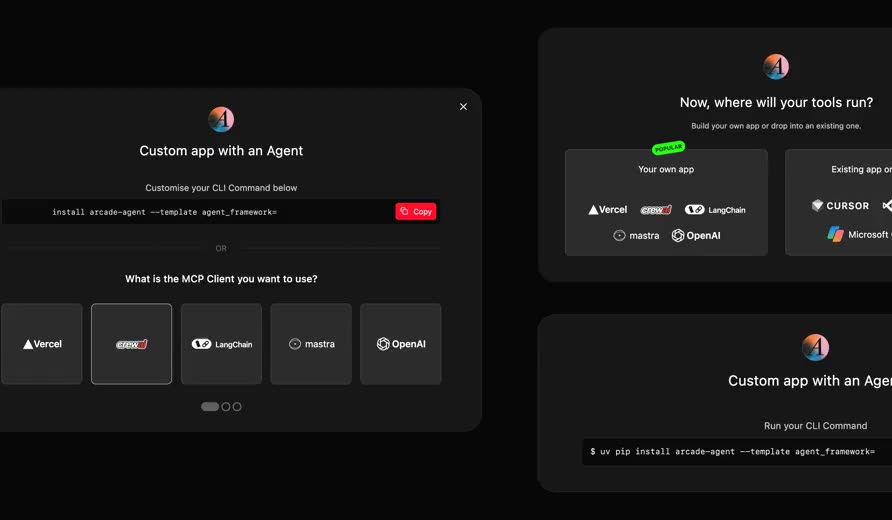 A
Custom app with an Agent
Customise your CLI Command below
install arcade-agent --template agent_framework=
Copy
OR
What is the MCP Client you want to use?
Vercel
crewai
LangChain
mastra
OpenAI
A
Now, where will your tools run?
Build your own app or drop into an existing one.
POPULAR
Your own app
Vercel
crewai
LangChain
mastra
OpenAI
Existing app or
CURSOR
Microsoft
A
Custom app with an Agen
Run your CLI Command
$ uv pip install arcade-agent --template agent_framework=